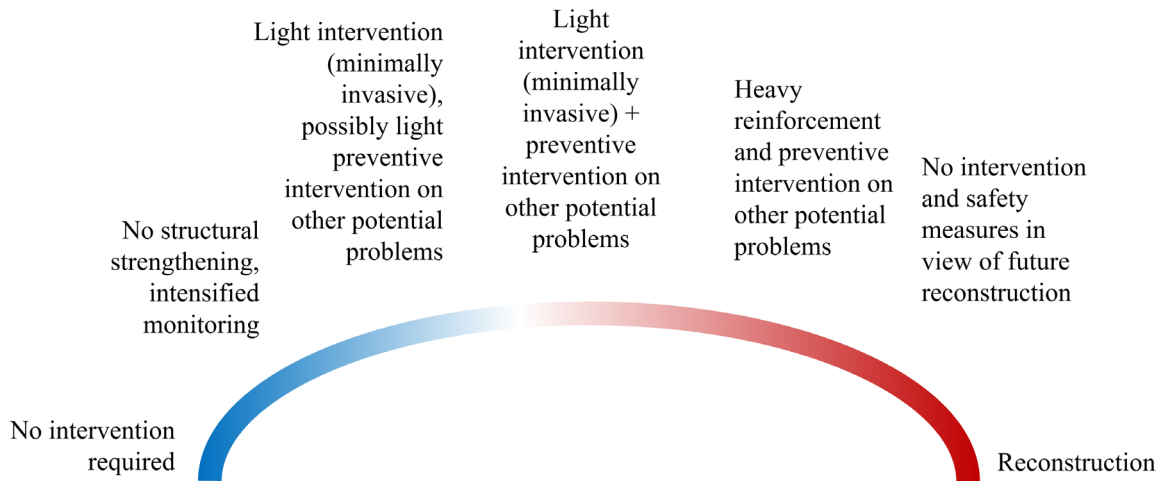 No intervention
required
No structural
strengthening,
intensified
monitoring
Light intervention
(minimally
invasive),
possibly light
preventive
intervention on
other potential
problems
Light
intervention
(minimally
invasive) +
preventive
intervention on
other potential
problems
Heavy
reinforcement
and preventive
intervention on
other potential
problems
No intervention
and safety
measures in
view of future
reconstruction
Reconstruction